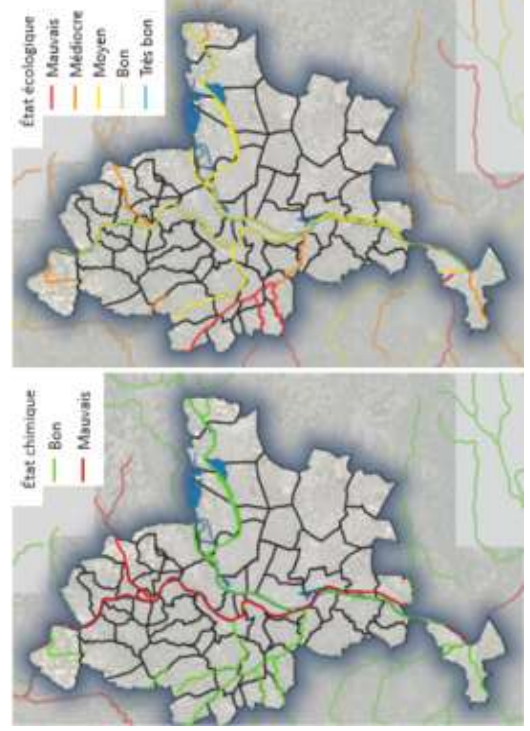 État chimique
Bon
Mauvais
État écologique
Mauvais
Médiocre
Moyen
Bon
Très bon